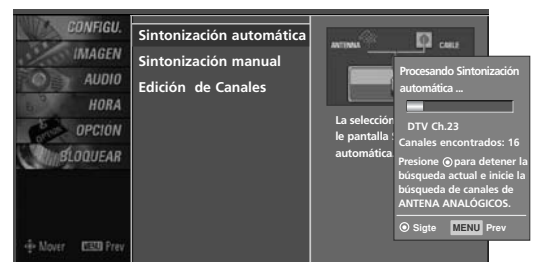 CONFIGU.
IMAGEN
AUDIO
HORA
OPCION
BLOQUEAR
Mover
MENU Prev
Sintonización automática
Sintonización manual
Edición de Canales
ANTENNA
CABLE
La selección
le pantalla
automática
Procesando Sintonización
automática ...
DTV Ch.23
Canales encontrados: 16
Presione ⊙ para detener la
búsqueda actual e inicie la
búsqueda de canales de
ANTENA ANALÓGICOS.
⊙ Sigte MENU Prev